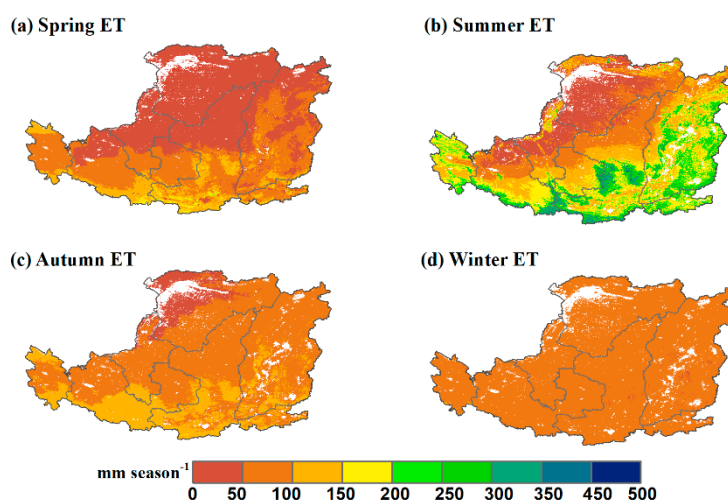 (a) Spring ET
(b) Summer ET
(c) Autumn ET
(d) Winter ET
mm season⁻¹
0 50 100 150 200 250 300 350 400 450 500